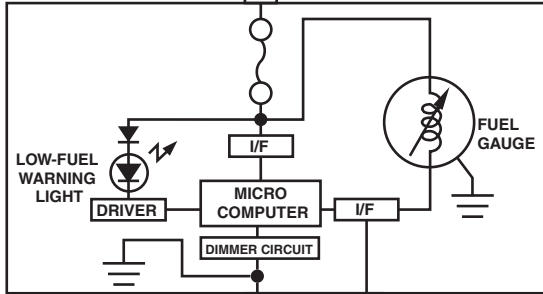 I/F
FUEL
GAUGE
LOW-FUEL
WARNING
LIGHT
MICRO
COMPUTER
DRIVER
I/F
DIMMER CIRCUIT